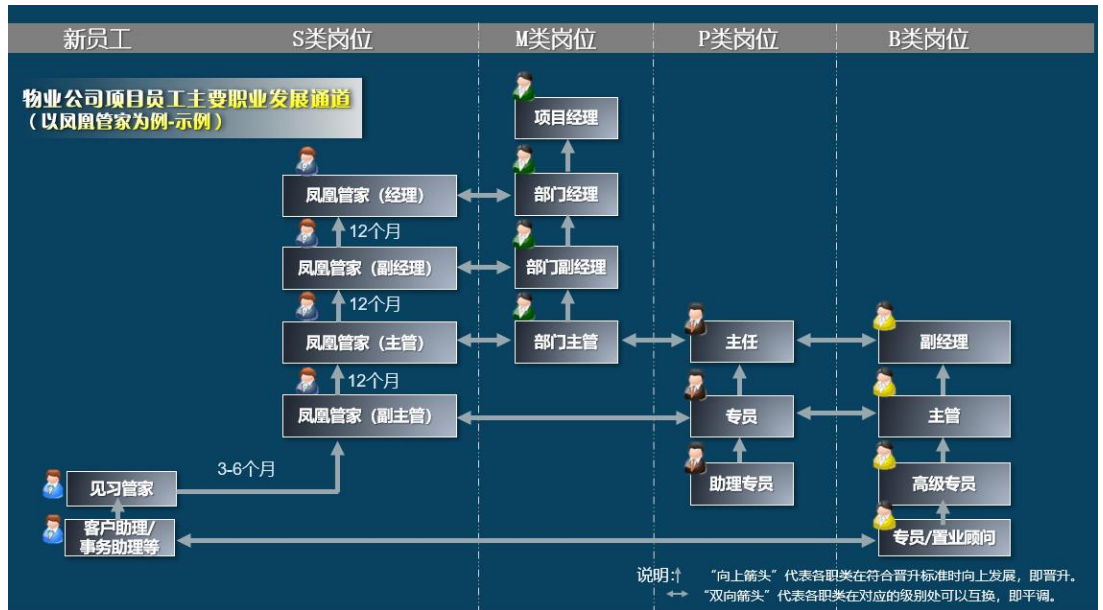 新员工
S类岗位
M类岗位
P类岗位
B类岗位
物业公司项目员工主要职业发展通道
（以凤凰管家为例-示例）
项目经理
凤凰管家（经理）
部门经理
12个月
凤凰管家（副经理）
部门副经理
12个月
凤凰管家（主管）
部门主管
主任
副经理
12个月
凤凰管家（副主管）
专员
主管
3-6个月
见习管家
助理专员
高级专员
客户助理/
事务助理等
专员/置业顾问
说明:
“向上箭头”代表各职类在符合晋升标准时向上发展，即晋升。
“双向箭头”代表各职类在对应的级别处可以互换，即平调。